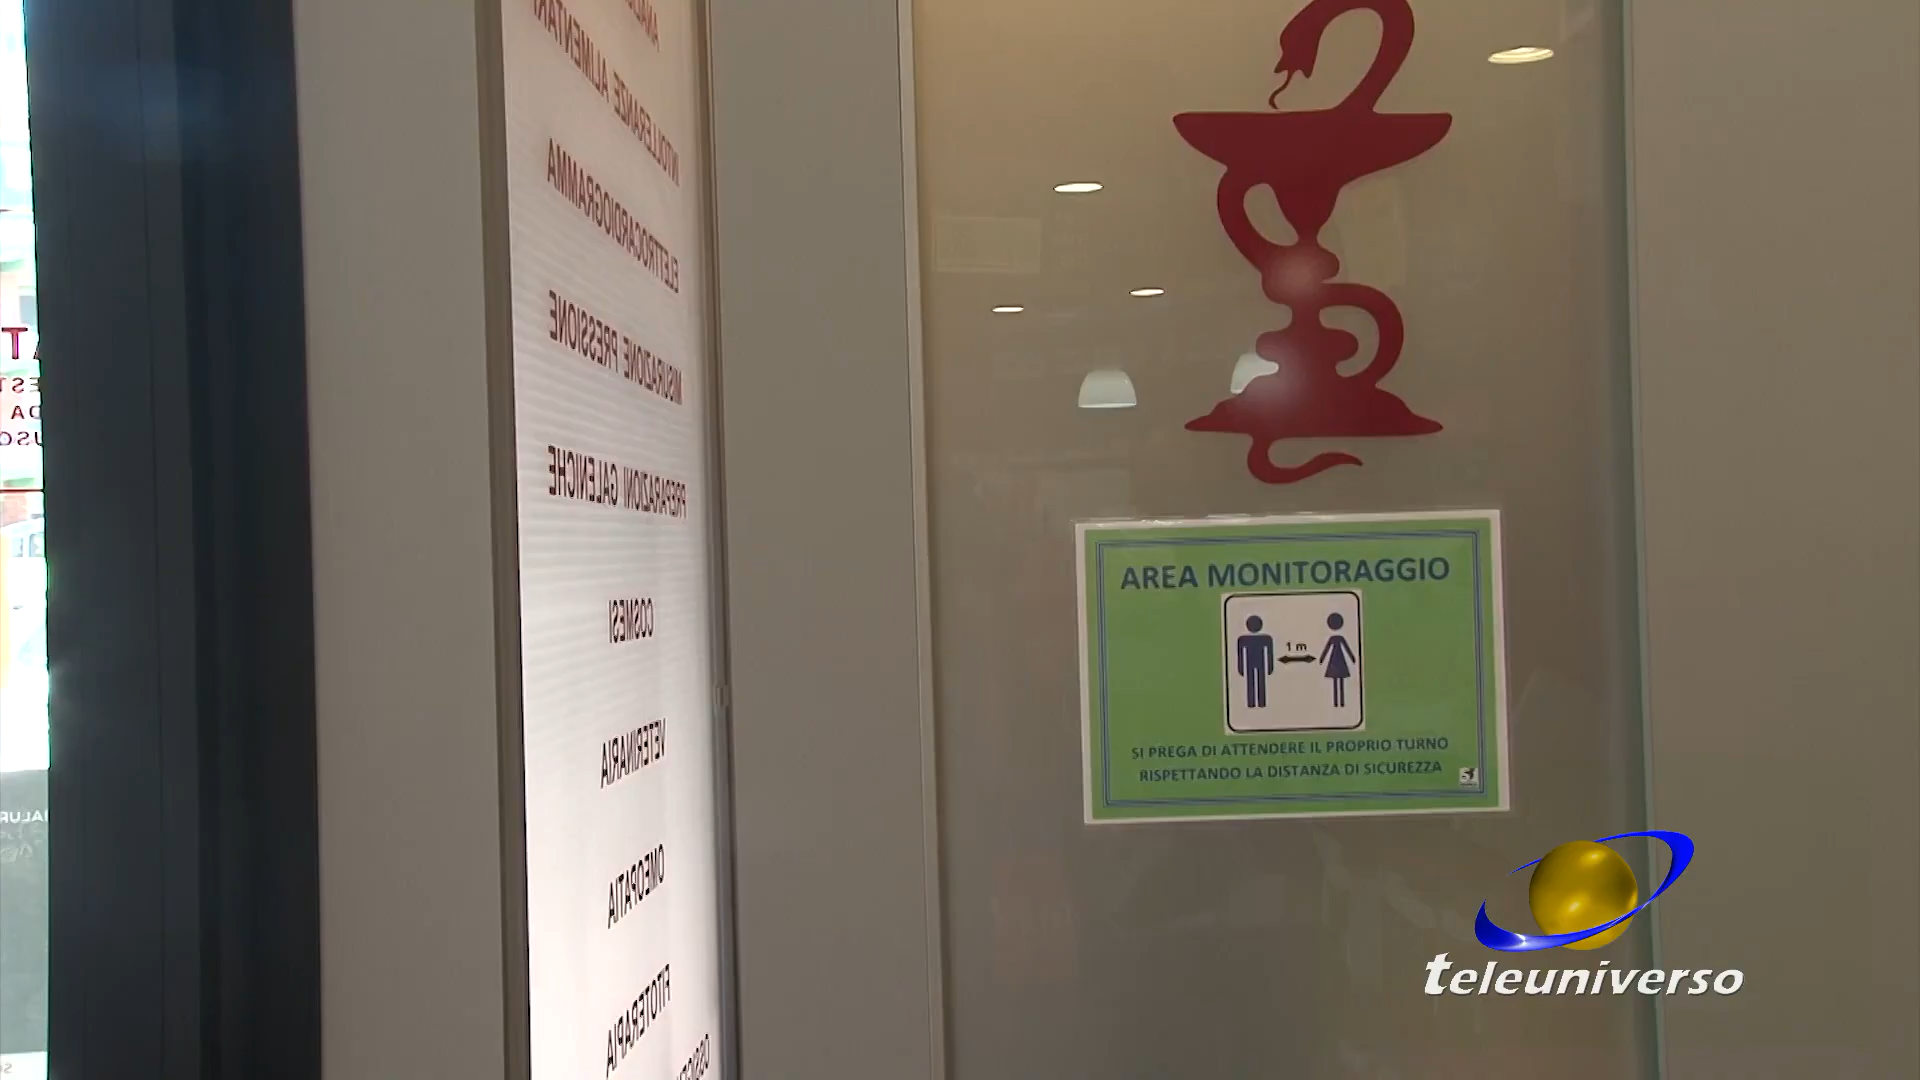 INTOLLERANZE ALIMENTARI
ELETTROCARDIOGRAMMA
MISURAZIONE PRESSIONE
PREPARAZIONI GALENICHE
COSMESI
VETERINARIA
OMEOPATIA
FITOTERAPIA
AREA MONITORAGGIO
1 m
SI PREGA DI ATTENDERE IL PROPRIO TURNO
RISPETTANDO LA DISTANZA DI SICUREZZA
teleuniverso